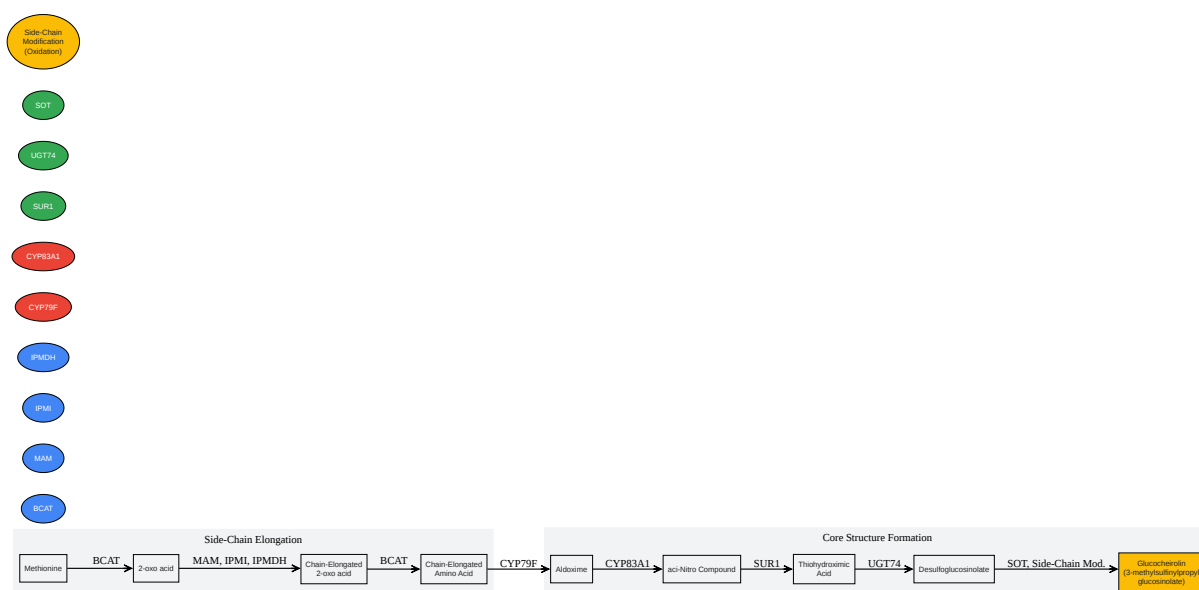 Side-Chain
Modification
(Oxidation)
SOT
UGT74
SUR1
CYP83A1
CYP79F
IPMDH
IPMI
MAM
BCAT
Side-Chain Elongation
Core Structure Formation
Methionine
BCAT
2-oxo acid
MAM, IPMI, IPMDH
Chain-Elongated
2-oxo acid
BCAT
Chain-Elongated
Amino Acid
CYP79F
Aldoxime
CYP83A1
aci-Nitro Compound
SUR1
Thiohydroximic
Acid
UGT74
Desulfoglucosinolate
SOT, Side-Chain Mod.
Glucocheirolin
(3-methylsulfinylpropyl
glucosinolate)